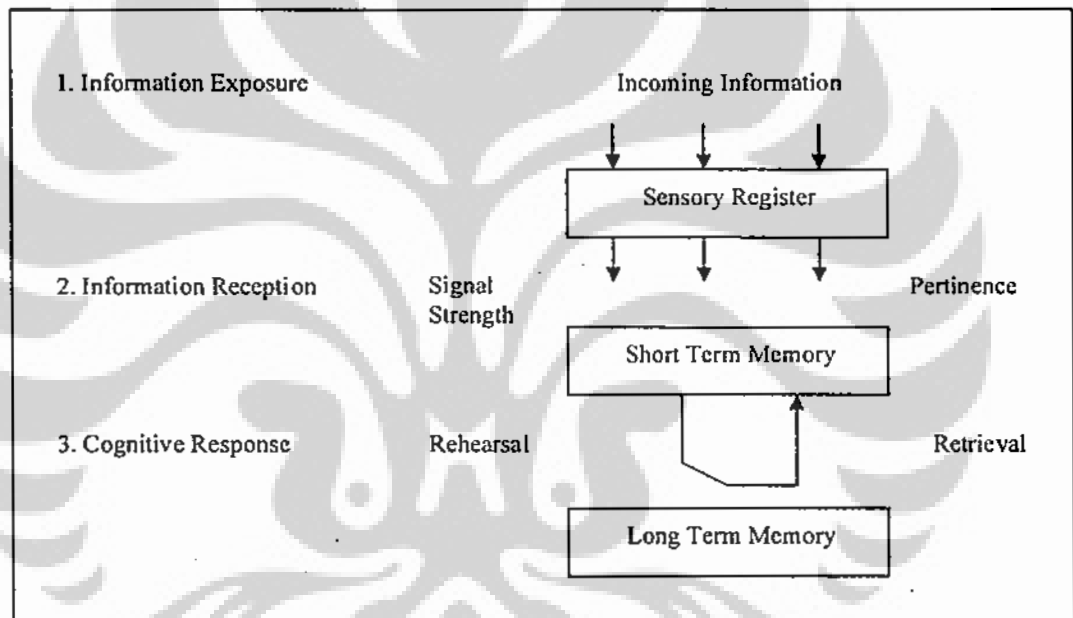 1. Information Exposure
Incoming Information
Sensory Register
2. Information Reception
Signal
Strength
Pertinence
Short Term Memory
3. Cognitive Response
Rehearsal
Retrieval
Long Term Memory